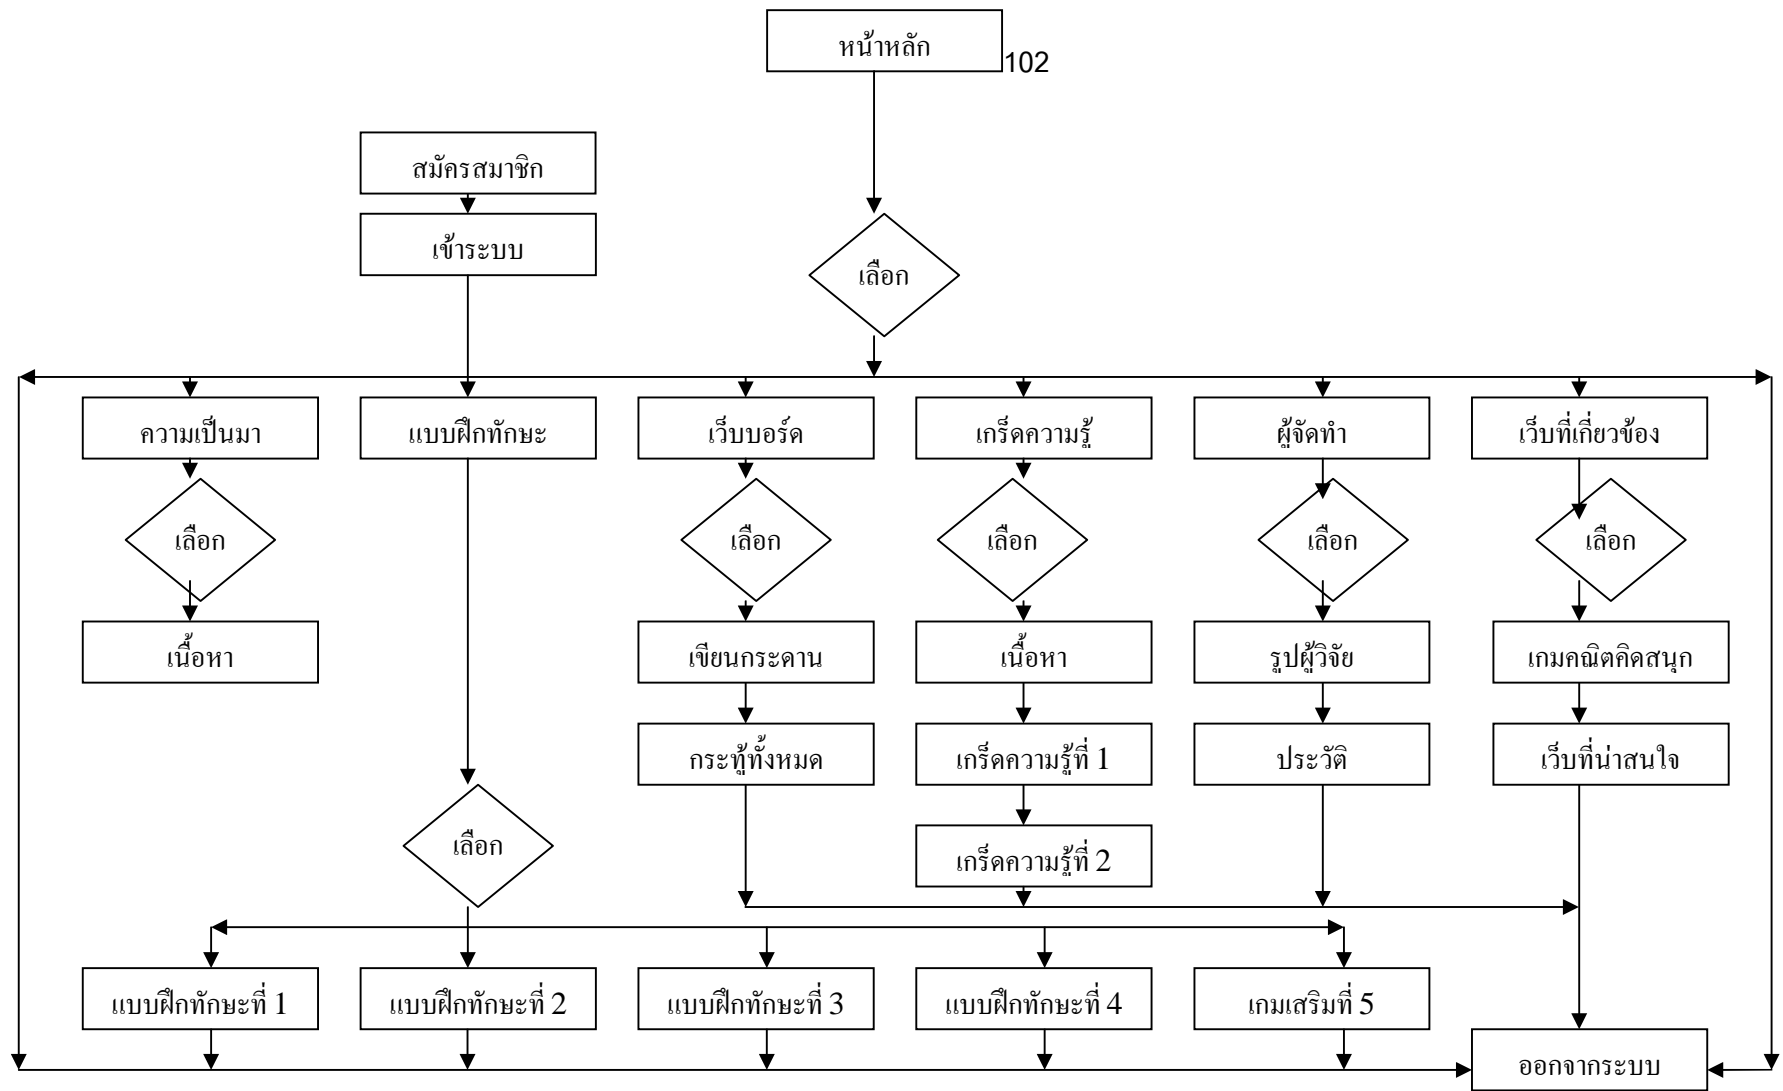 หน้าหลัก
102
สมัครสมาชิก
เข้าระบบ
เลือก
ความเป็นมา แบบฝึกทักษะ เว็บบอร์ด เกร็ดความรู้ ผู้จัดทำ เว็บที่เกี่ยวข้อง
เลือก เลือก เลือก เลือก เลือก
เนื้อหา เขียนกระดาน เนื้อหา รูปผู้วิจัย เกมคณิตคิดสนุก
กระทู้ทั้งหมด เกร็ดความรู้ที่ 1 ประวัติ เว็บที่น่าสนใจ
เลือก เกร็ดความรู้ที่ 2
แบบฝึกทักษะที่ 1 แบบฝึกทักษะที่ 2 แบบฝึกทักษะที่ 3 แบบฝึกทักษะที่ 4 เกมเสริมที่ 5
ออกจากระบบ